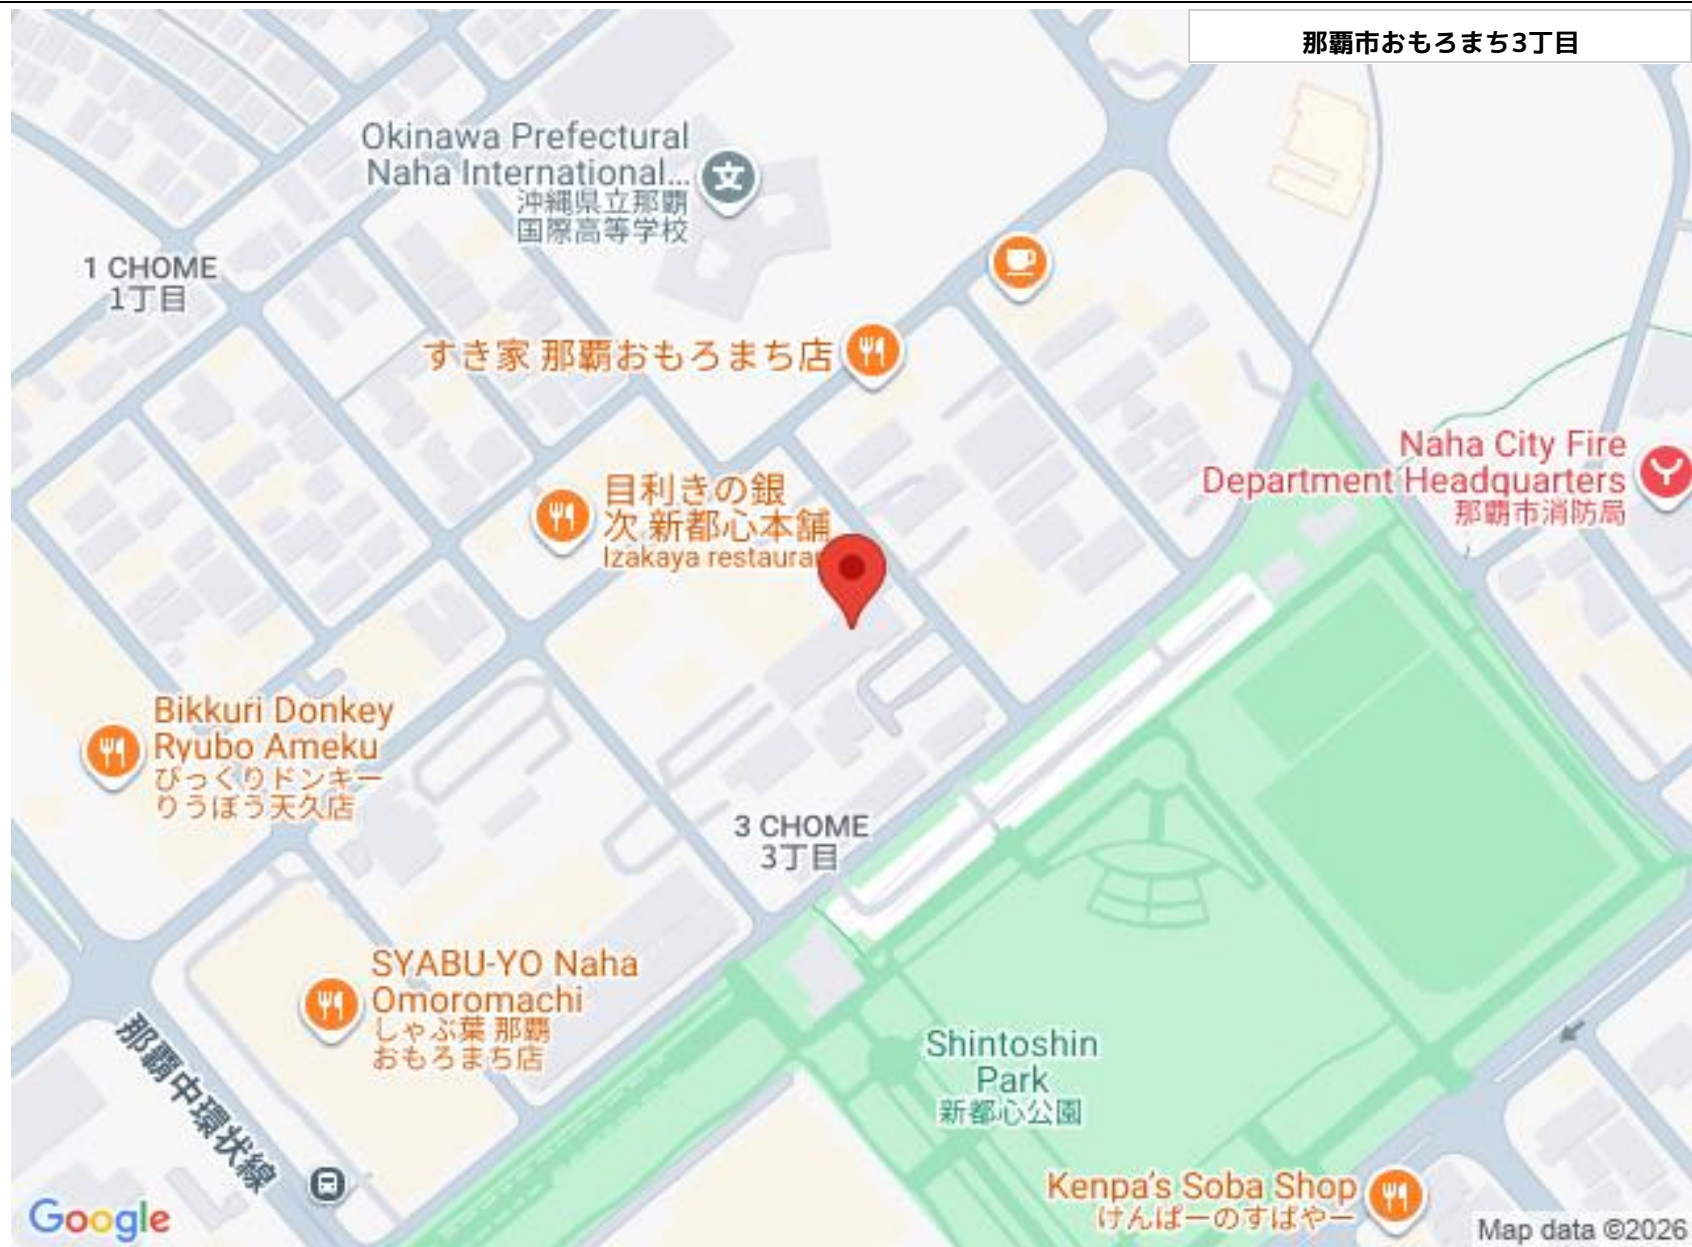 那覇市おもろまち3丁目
Okinawa Prefectural
Naha International...
沖縄県立那覇
国際高等学校
文
1 CHOME
1丁目
すき家 那覇おもろまち店
Naha City Fire
Department Headquarters
那覇市消防局
目利きの銀
次 新都心本舗
Izakaya restaura
Bikkuri Donkey
Ryubo Ameku
びっくりドンキー
りうぼう天久店
3 CHOME
3丁目
SYABU-YO Naha
Omoromachi
しゃぶ葉 那覇
おもろまち店
那覇中環状線
Shintoshin
Park
新都心公園
Kenpa's Soba Shop
けんぱーのすばやー
Google
Map data ©2026